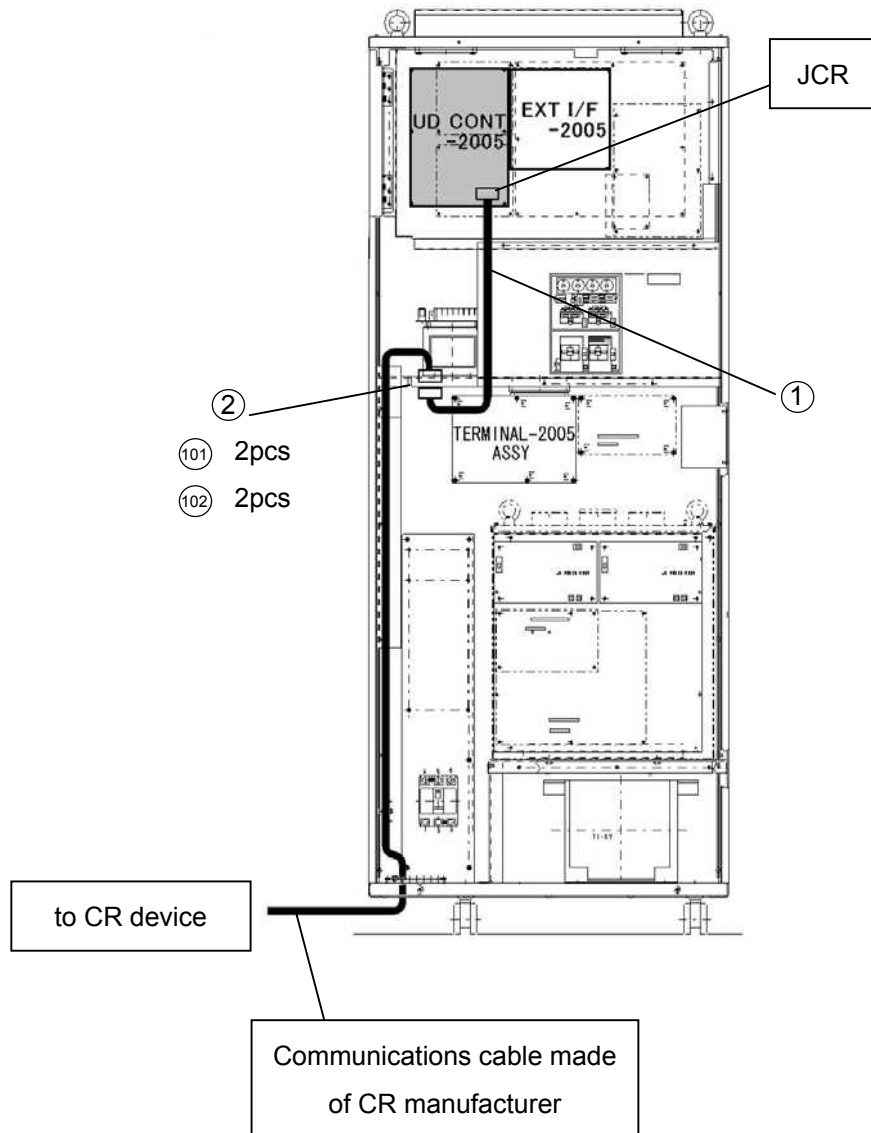 JCR
UD CONT
-2005
EXT I/F
-2005
1
2
101 2pcs
102 2pcs
TERMINAL-2005
ASSY
to CR device
Communications cable made
of CR manufacturer